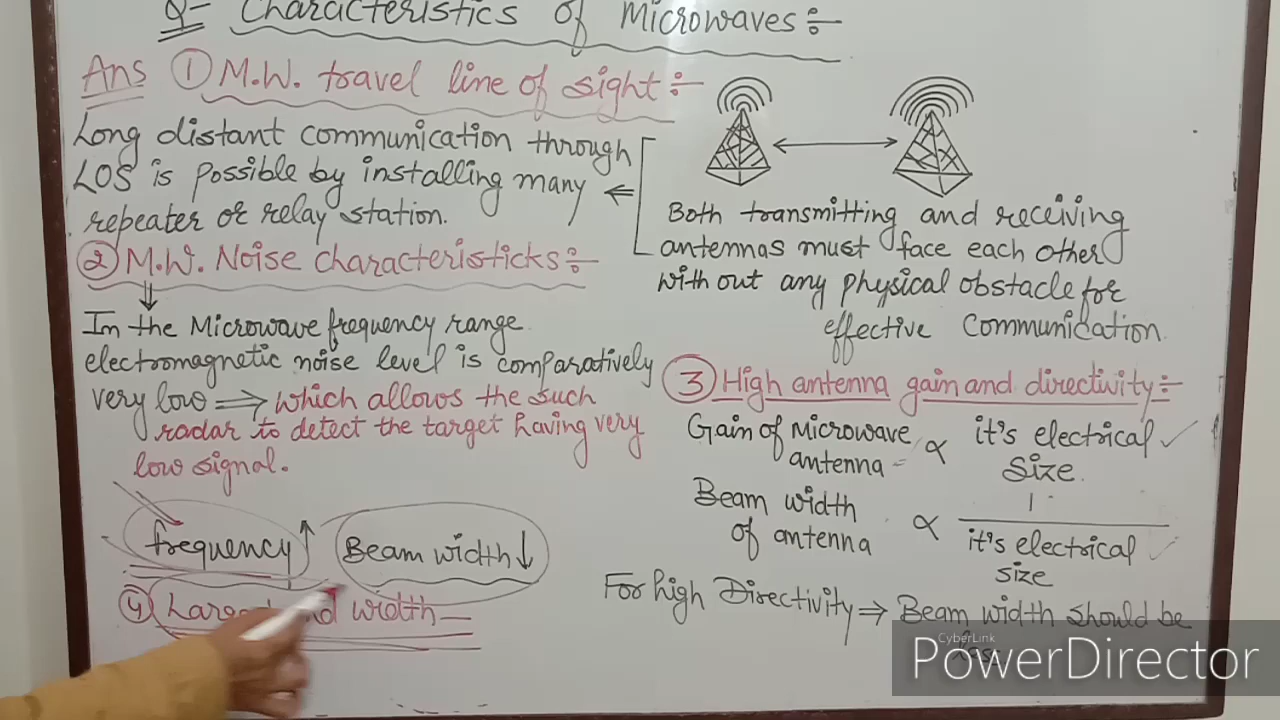 Q- Characteristics of Microwaves :-
Ans ① M.W. travel line of sight :-
Long distant communication through
LOS is possible by installing many
repeater or relay station.
Both transmitting and receiving
antennas must face each other
with out any physical obstacle for
effective Communication.
② M.W. Noise characteristicks :-
In the Microwave frequency range
electromagnetic noise level is comparatively
very low ⇒ which allows the such
radar to detect the target having very
low signal.
③ High antenna gain and directivity :-
Gain of Microwave antenna ∝ it's electrical size.
Beam width of antenna ∝ 1 / it's electrical size
For high Directivity ⇒ Beam width should be
frequency ↑ Beam width ↓
④ width -
CyberLink
PowerDirector